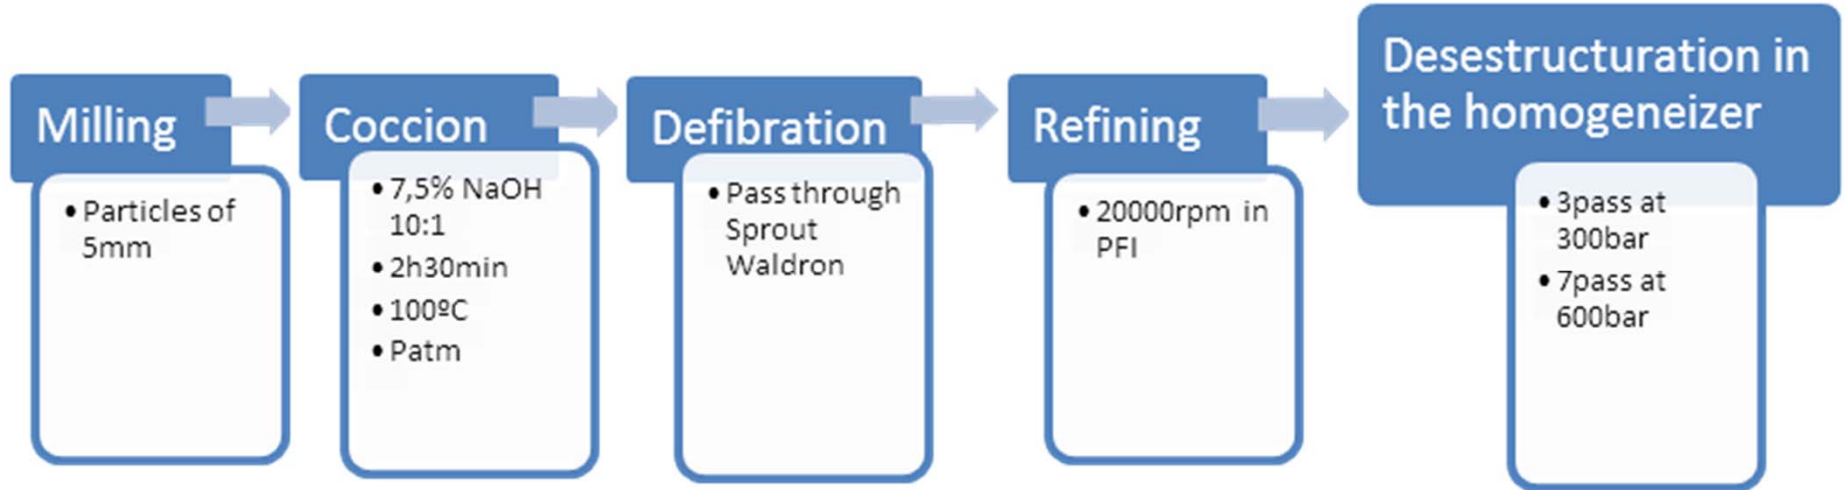 Milling
• Particles of
5mm
Coccion
• 7,5% NaOH
10:1
• 2h30min
• 100ºC
• Patm
Defibration
• Pass through
Sprout
Waldron
Refining
• 20000rpm in
PFI
Desestructuration in
the homogeneizer
• 3pass at
300bar
• 7pass at
600bar